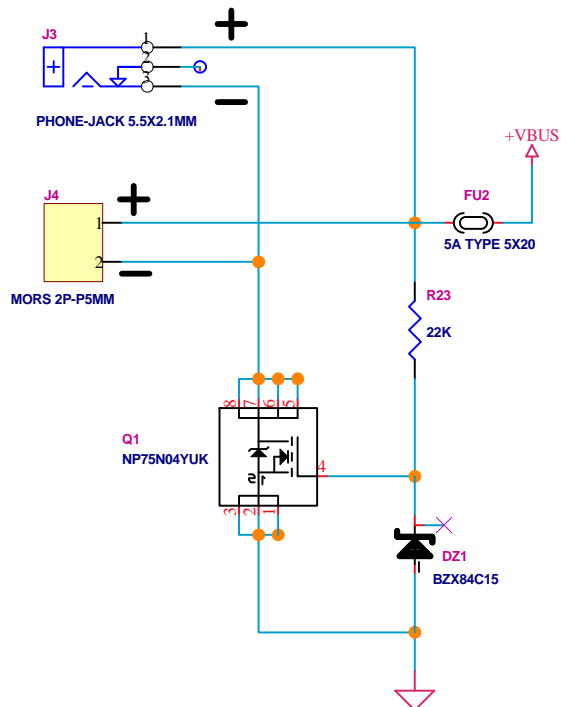 J3
1
2
3
PHONE-JACK 5.5X2.1MM
+VBUS
J4
1
2
MORS 2P-P5MM
FU2
5A TYPE 5X20
R23
22K
8
7
6
5
Q1
NP75N04YUK
4
1S
3
2
1
DZ1
BZX84C15